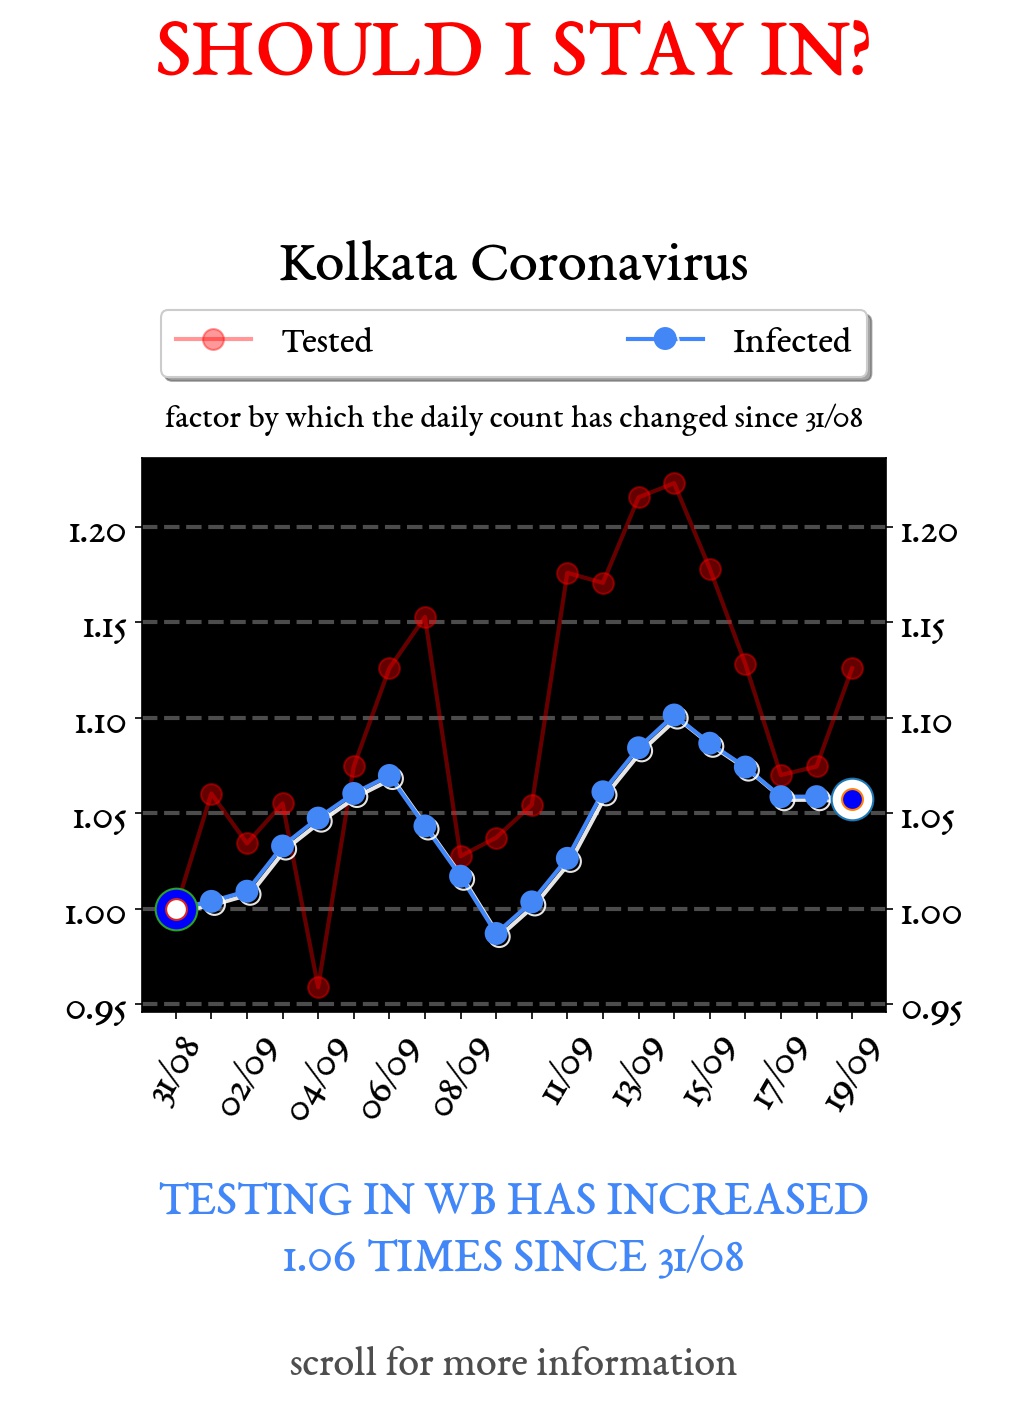 SHOULD I STAY IN?
Kolkata Coronavirus
Tested Infected
factor by which the daily count has changed since 31/08
1.20 1.20
1.15 1.15
1.10 1.10
1.05 1.05
1.00 1.00
0.95 0.95
31/08 02/09 04/09 06/09 08/09 11/09 13/09 15/09 17/09 19/09
TESTING IN WB HAS INCREASED
1.06 TIMES SINCE 31/08
scroll for more information